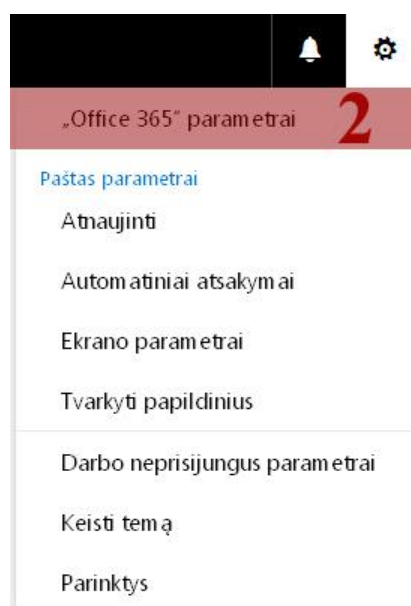 „Office 365“ parametrai 2
Paštas parametrai
Atnaujinti
Automatiniai atsakymai
Ekrano parametrai
Tvarkyti papildinius
Darbo neprisijungus parametrai
Keisti temą
Parinktys